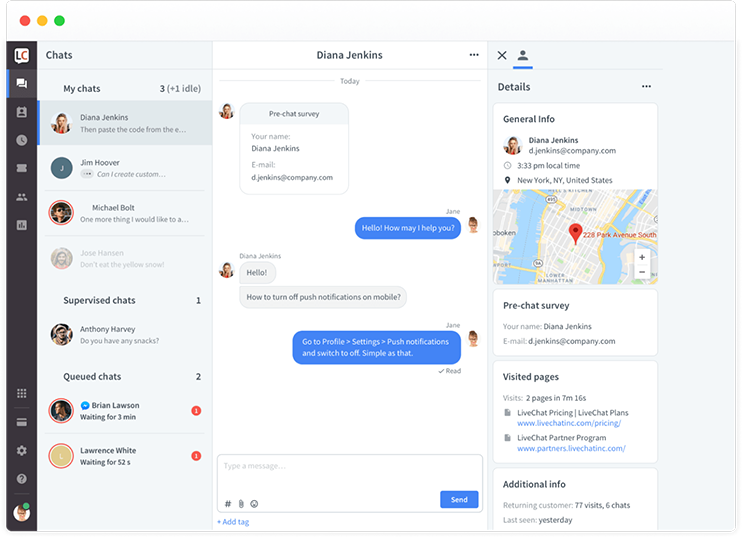 LC
Chats
My chats
3 (+1 idle)
Diana Jenkins
Then paste the code from the e…
J
Jim Hoover
Can I create custom…
Michael Bolt
One more thing I would like to a…
Jose Hansen
Don't eat the yellow snow!
Supervised chats
1
Anthony Harvey
Do you have any snacks?
Queued chats
2
Brian Lawson
Waiting for 3 min
1
L
Lawrence White
Waiting for 52 s
1
Diana Jenkins
Today
Pre-chat survey
Your name:
Diana Jenkins
E-mail:
d.jenkins@company.com
Jane
Hello! How may I help you?
Diana Jenkins
Hello!
How to turn off push notifications on mobile?
Jane
Go to Profile > Settings > Push notifications
and switch to off. Simple as that.
Read
Type a message…
#
Send
+ Add tag
Details
General Info
Diana Jenkins
d.jenkins@company.com
3:33 pm local time
New York, NY, United States
HELL'S KITCHEN
495
MIDTOWN
oboken
228 Park Avenue South
9A
LOWER
MANHATTAN
+
−
Pre-chat survey
Your name: Diana Jenkins
E-mail: d.jenkins@company.com
Visited pages
Visits: 2 pages in 7m 16s
LiveChat Pricing | LiveChat Plans
www.livechatinc.com/pricing/
LiveChat Partner Program
www.partners.livechatinc.com/
Additional info
Returning customer: 77 visits, 6 chats
Last seen: yesterday